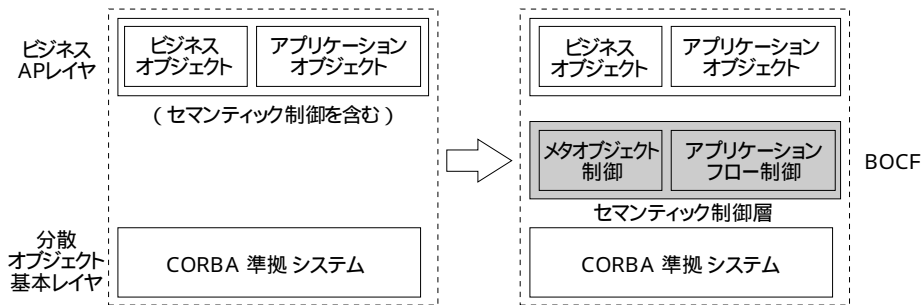 ビジネス
APレイヤ
ビジネス
オブジェクト
アプリケーション
オブジェクト
(セマンティック制御を含む)
分散
オブジェクト
基本レイヤ
CORBA 準拠 システム
ビジネス
オブジェクト
アプリケーション
オブジェクト
メタオブジェクト
制御
アプリケーション
フロー制御
BOCF
セマンティック制御層
CORBA 準拠 システム